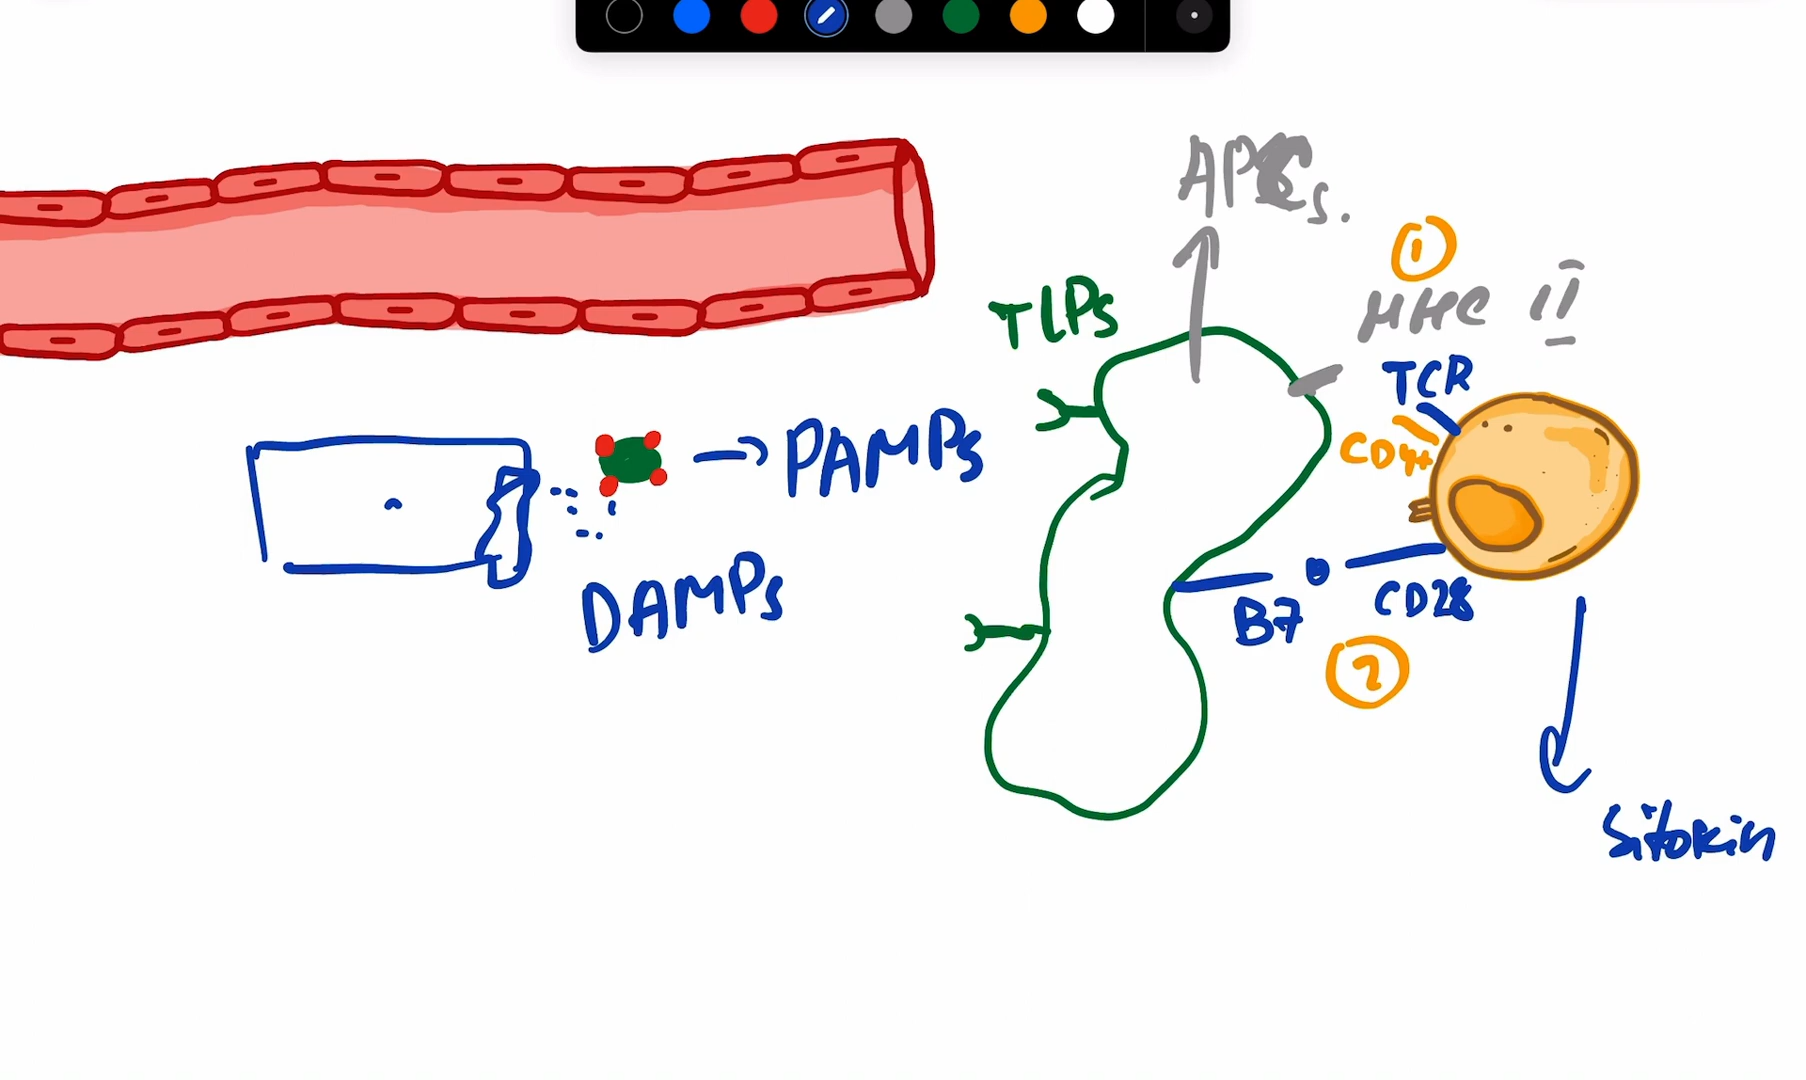 APCs.
1
MHC II
TLPs
TCR
CD4+
PAMPs
DAMPs
B7
CD28
2
Sitokin